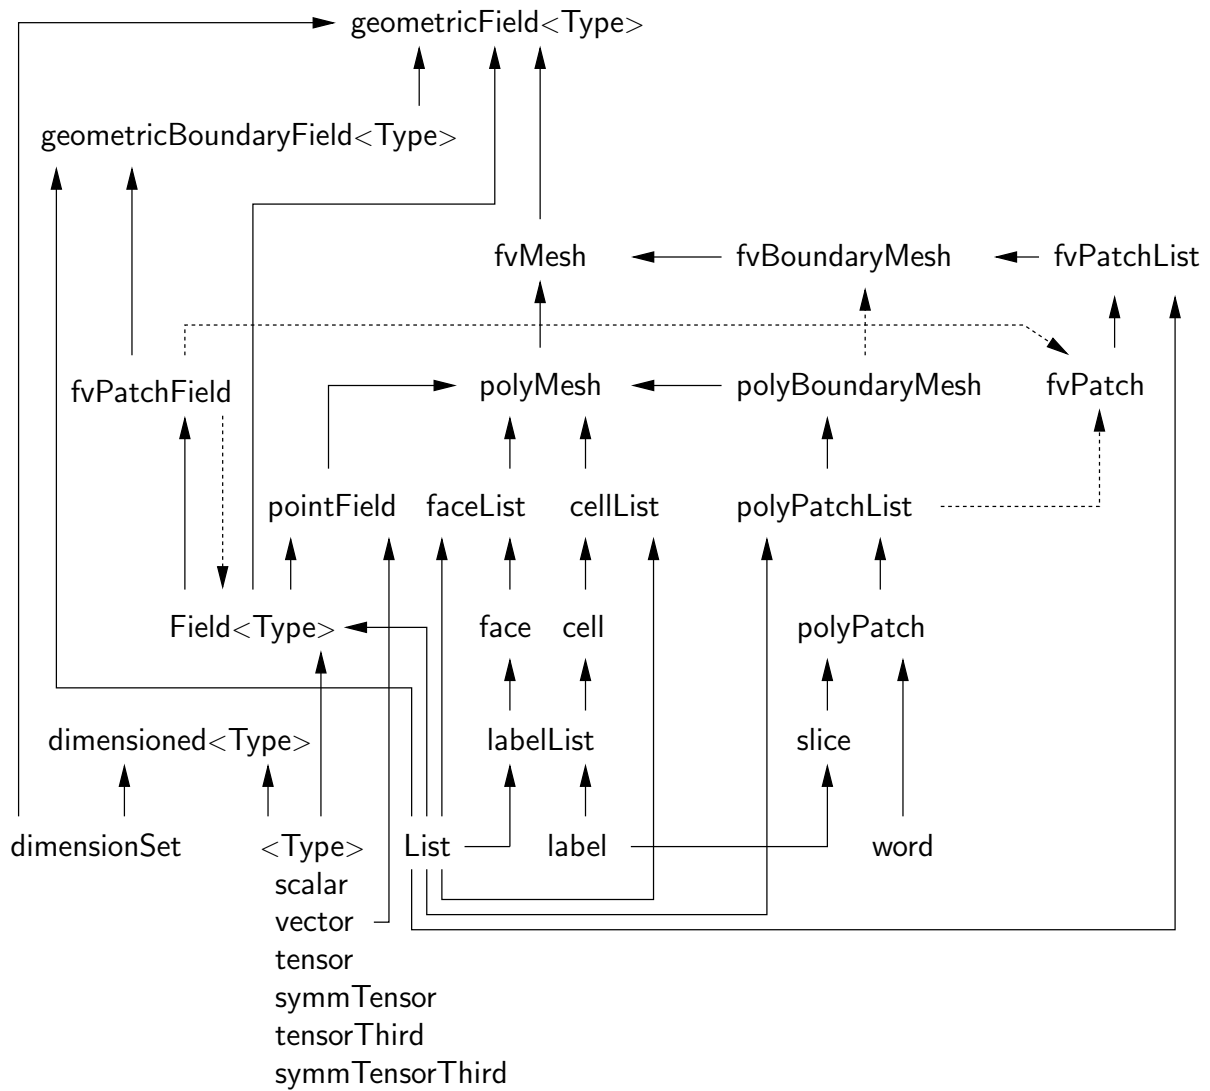 geometricField<Type>
geometricBoundaryField<Type>
fvMesh fvBoundaryMesh fvPatchList
fvPatchField polyMesh polyBoundaryMesh fvPatch
pointField faceList cellList polyPatchList
Field<Type> face cell polyPatch
dimensioned<Type> labelList slice
dimensionSet <Type> List label word
scalar
vector
tensor
symmTensor
tensorThird
symmTensorThird